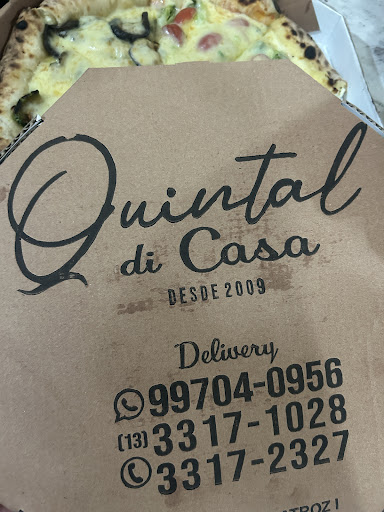 Quintal
di Casa
DESDE 2009
Delivery
99704-0956
(13) 3317-1028
3317-2327